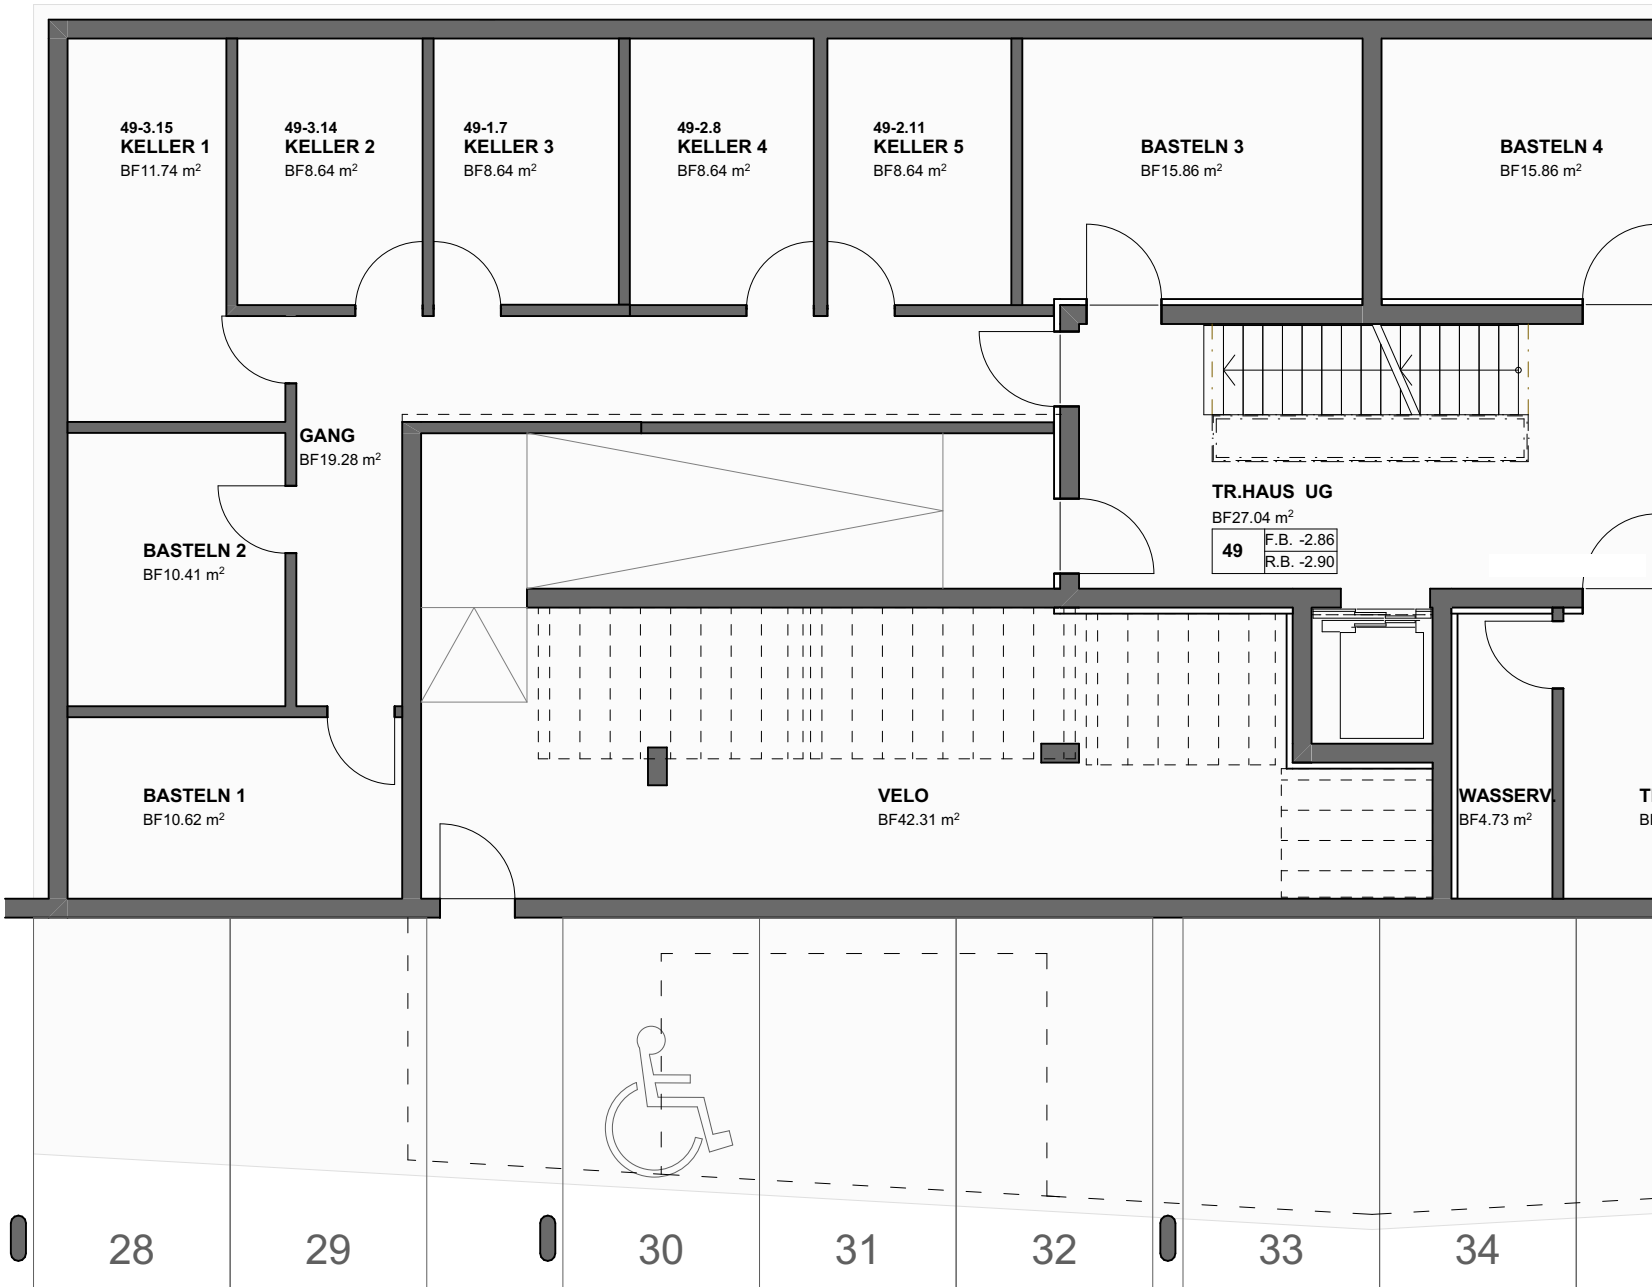 49-3.15
KELLER 1
BF11.74 m²
49-3.14
KELLER 2
BF8.64 m²
49-1.7
KELLER 3
BF8.64 m²
49-2.8
KELLER 4
BF8.64 m²
49-2.11
KELLER 5
BF8.64 m²
BASTELN 3
BF15.86 m²
BASTELN 4
BF15.86 m²
GANG
BF19.28 m²
TR.HAUS UG
BF27.04 m²
49
F.B. -2.86
R.B. -2.90
BASTELN 2
BF10.41 m²
BASTELN 1
BF10.62 m²
VELO
BF42.31 m²
WASSERV.
BF4.73 m²
28
29
30
31
32
33
34